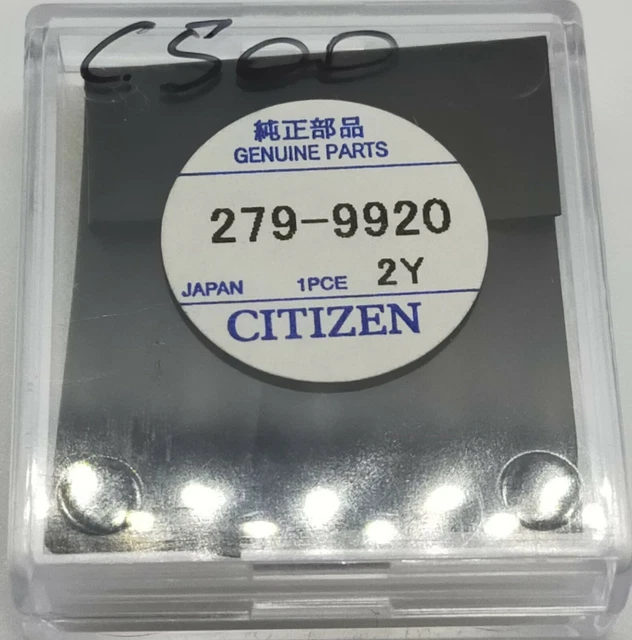 C500
純正部品
GENUINE PARTS
279-9920
JAPAN 1PCE 2Y
CITIZEN